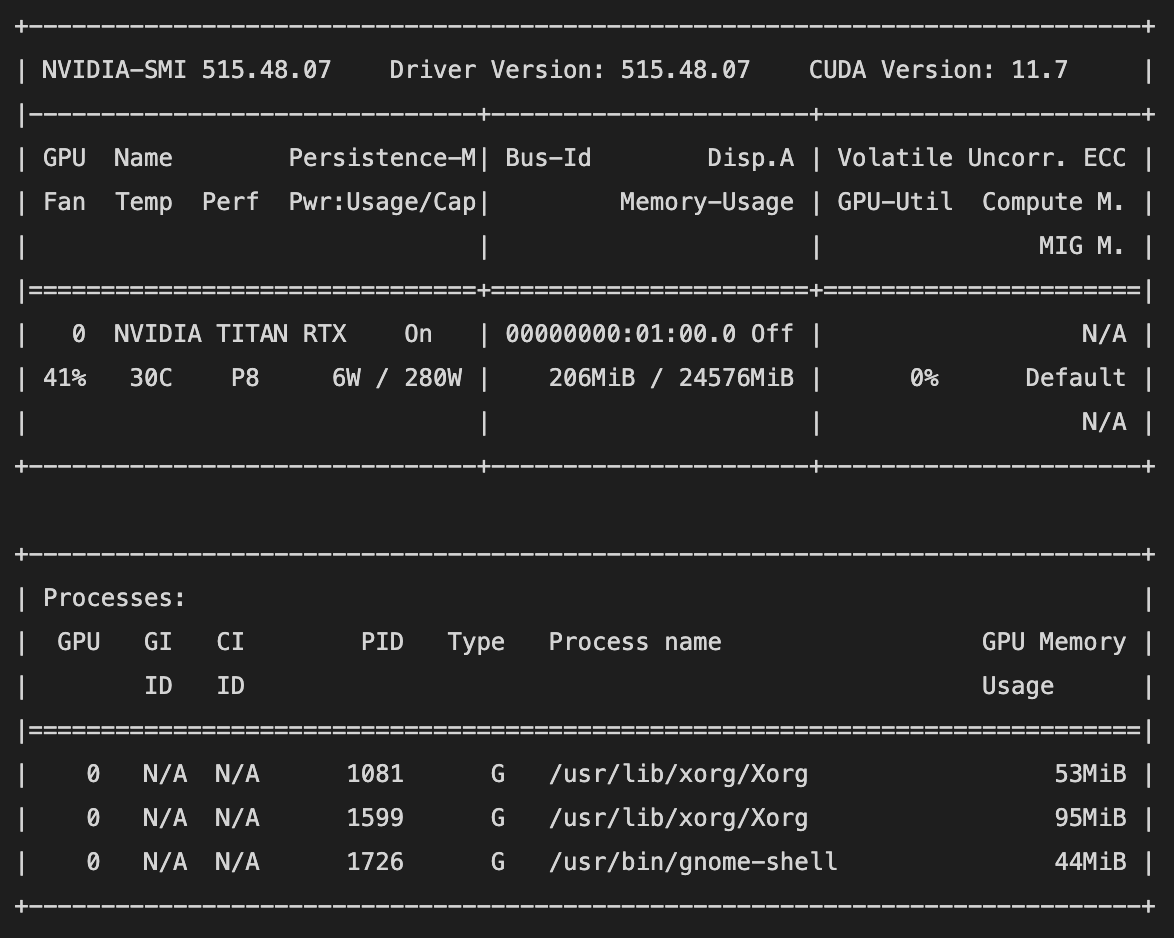 +-----------------------------------------------------------------------------+
| NVIDIA-SMI 515.48.07    Driver Version: 515.48.07    CUDA Version: 11.7     |
|-------------------------------+----------------------+----------------------+
| GPU  Name        Persistence-M| Bus-Id        Disp.A | Volatile Uncorr. ECC |
| Fan  Temp  Perf  Pwr:Usage/Cap|         Memory-Usage | GPU-Util  Compute M. |
|                               |                      |               MIG M. |
|===============================+======================+======================|
|   0  NVIDIA TITAN RTX    On   | 00000000:01:00.0 Off |                  N/A |
| 41%   30C    P8     6W / 280W |    206MiB / 24576MiB |      0%      Default |
|                               |                      |                  N/A |
+-------------------------------+----------------------+----------------------+

+-----------------------------------------------------------------------------+
| Processes:                                                                  |
|  GPU   GI   CI        PID   Type   Process name                  GPU Memory |
|        ID   ID                                                   Usage      |
|=============================================================================|
|    0   N/A  N/A      1081      G   /usr/lib/xorg/Xorg                 53MiB |
|    0   N/A  N/A      1599      G   /usr/lib/xorg/Xorg                 95MiB |
|    0   N/A  N/A      1726      G   /usr/bin/gnome-shell               44MiB |
+-----------------------------------------------------------------------------+